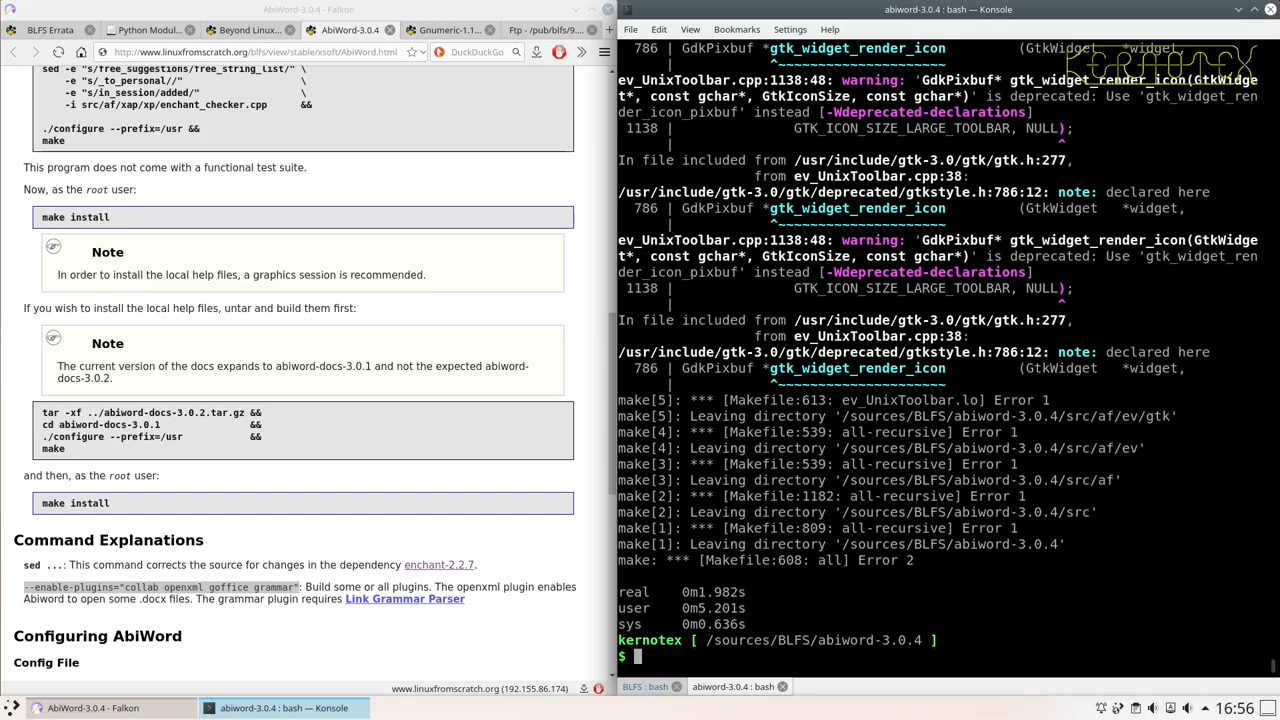 AbiWord-3.0.4 - Falkon
BLFS Errata
Python Modul...
Beyond Linux...
AbiWord-3.0.4
Gnumeric-1.1...
Ftp - /pub/blfs/9....
http://www.linuxfromscratch.org/blfs/view/stable/xsoft/AbiWord.html
DuckDuckGo
sed -e "s/ free_suggestions/free_string_list/" \
-e "s/_to_personal//" \
-e "s/in_session/added/" \
-i src/af/xap/xp/enchant_checker.cpp &&
./configure --prefix=/usr &&
make
This program does not come with a functional test suite.
Now, as the root user:
make install
Note
In order to install the local help files, a graphics session is recommended.
If you wish to install the local help files, untar and build them first:
Note
The current version of the docs expands to abiword-docs-3.0.1 and not the expected abiword-
docs-3.0.2.
tar -xf ../abiword-docs-3.0.2.tar.gz &&
cd abiword-docs-3.0.1 &&
./configure --prefix=/usr &&
make
and then, as the root user:
make install
Command Explanations
sed ...: This command corrects the source for changes in the dependency enchant-2.2.7.
--enable-plugins="collab openxml goffice grammar": Build some or all plugins. The openxml plugin enables
Abiword to open some .docx files. The grammar plugin requires Link Grammar Parser
Configuring AbiWord
Config File
www.linuxfromscratch.org (192.155.86.174)
abiword-3.0.4 : bash — Konsole
File Edit View Bookmarks Settings Help
KERNOTEX
786 | GdkPixbuf *gtk_widget_render_icon (GtkWidget *widget,
| ^~~~~~~~~~~~~~~~~~~~~~
ev_UnixToolbar.cpp:1138:48: warning: 'GdkPixbuf* gtk_widget_render_icon(GtkWidge
t*, const gchar*, GtkIconSize, const gchar*)' is deprecated: Use 'gtk_widget_ren
der_icon_pixbuf' instead [-Wdeprecated-declarations]
1138 | GTK_ICON_SIZE_LARGE_TOOLBAR, NULL);
| ^
In file included from /usr/include/gtk-3.0/gtk/gtk.h:277,
from ev_UnixToolbar.cpp:38:
/usr/include/gtk-3.0/gtk/deprecated/gtkstyle.h:786:12: note: declared here
786 | GdkPixbuf *gtk_widget_render_icon (GtkWidget *widget,
| ^~~~~~~~~~~~~~~~~~~~~~
ev_UnixToolbar.cpp:1138:48: warning: 'GdkPixbuf* gtk_widget_render_icon(GtkWidge
t*, const gchar*, GtkIconSize, const gchar*)' is deprecated: Use 'gtk_widget_ren
der_icon_pixbuf' instead [-Wdeprecated-declarations]
1138 | GTK_ICON_SIZE_LARGE_TOOLBAR, NULL);
| ^
In file included from /usr/include/gtk-3.0/gtk/gtk.h:277,
from ev_UnixToolbar.cpp:38:
/usr/include/gtk-3.0/gtk/deprecated/gtkstyle.h:786:12: note: declared here
786 | GdkPixbuf *gtk_widget_render_icon (GtkWidget *widget,
| ^~~~~~~~~~~~~~~~~~~~~~
make[5]: *** [Makefile:613: ev_UnixToolbar.lo] Error 1
make[5]: Leaving directory '/sources/BLFS/abiword-3.0.4/src/af/ev/gtk'
make[4]: *** [Makefile:539: all-recursive] Error 1
make[4]: Leaving directory '/sources/BLFS/abiword-3.0.4/src/af/ev'
make[3]: *** [Makefile:539: all-recursive] Error 1
make[3]: Leaving directory '/sources/BLFS/abiword-3.0.4/src/af'
make[2]: *** [Makefile:1182: all-recursive] Error 1
make[2]: Leaving directory '/sources/BLFS/abiword-3.0.4/src'
make[1]: *** [Makefile:809: all-recursive] Error 1
make[1]: Leaving directory '/sources/BLFS/abiword-3.0.4'
make: *** [Makefile:608: all] Error 2
real 0m1.982s
user 0m5.201s
sys 0m0.636s
kernotex [ /sources/BLFS/abiword-3.0.4 ]
$
BLFS : bash
abiword-3.0.4 : bash
AbiWord-3.0.4 - Falkon
abiword-3.0.4 : bash — Konsole
16:56